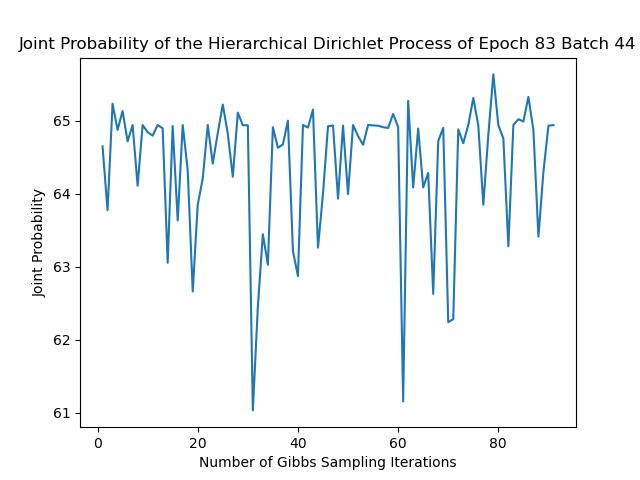 Joint Probability of the Hierarchical Dirichlet Process of Epoch 83 Batch 44
Joint Probability
65
64
63
62
61
0 20 40 60 80
Number of Gibbs Sampling Iterations